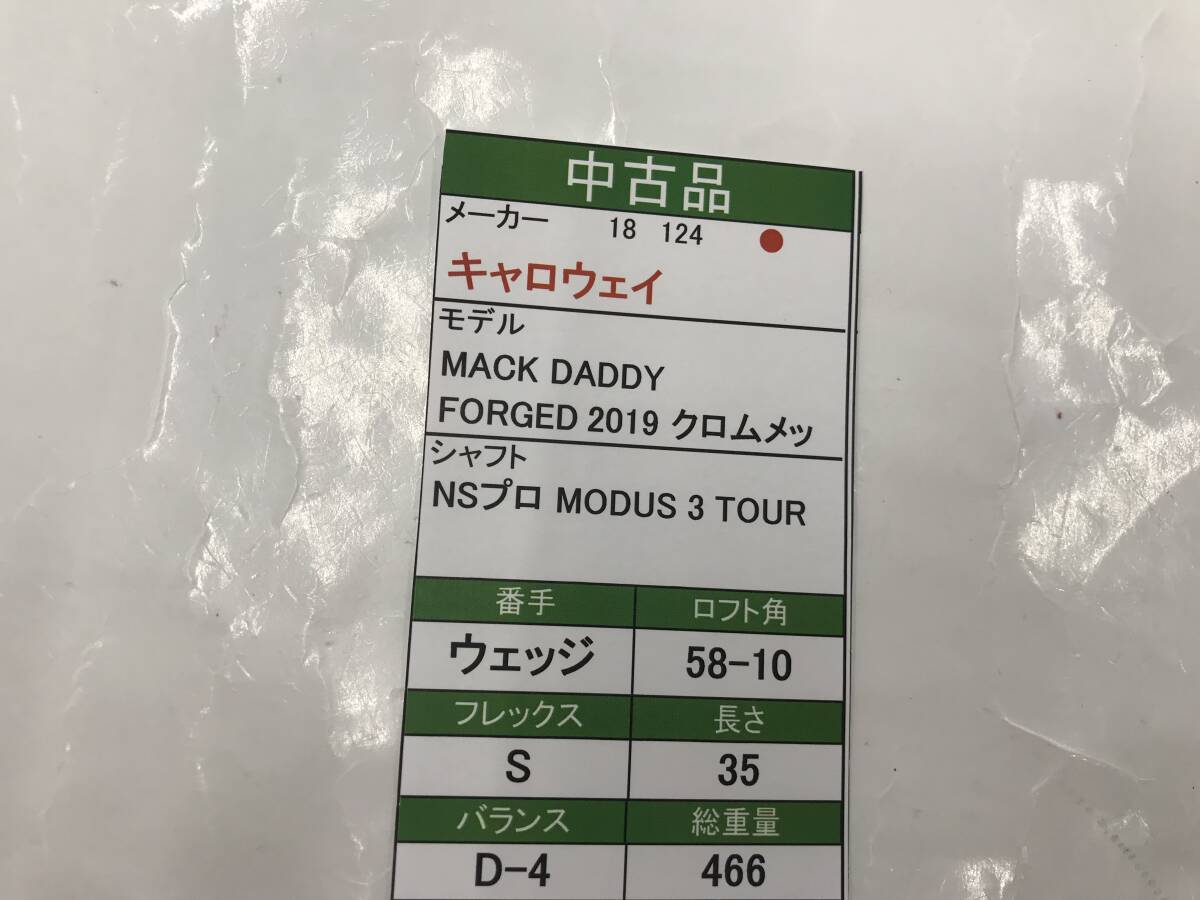 中古品
メーカー 18 124
キャロウェイ
モデル
MACK DADDY
FORGED 2019 クロムメッ
シャフト
NSプロ MODUS 3 TOUR
番手 ロフト角
ウェッジ 58-10
フレックス 長さ
S 35
バランス 総重量
D-4 466